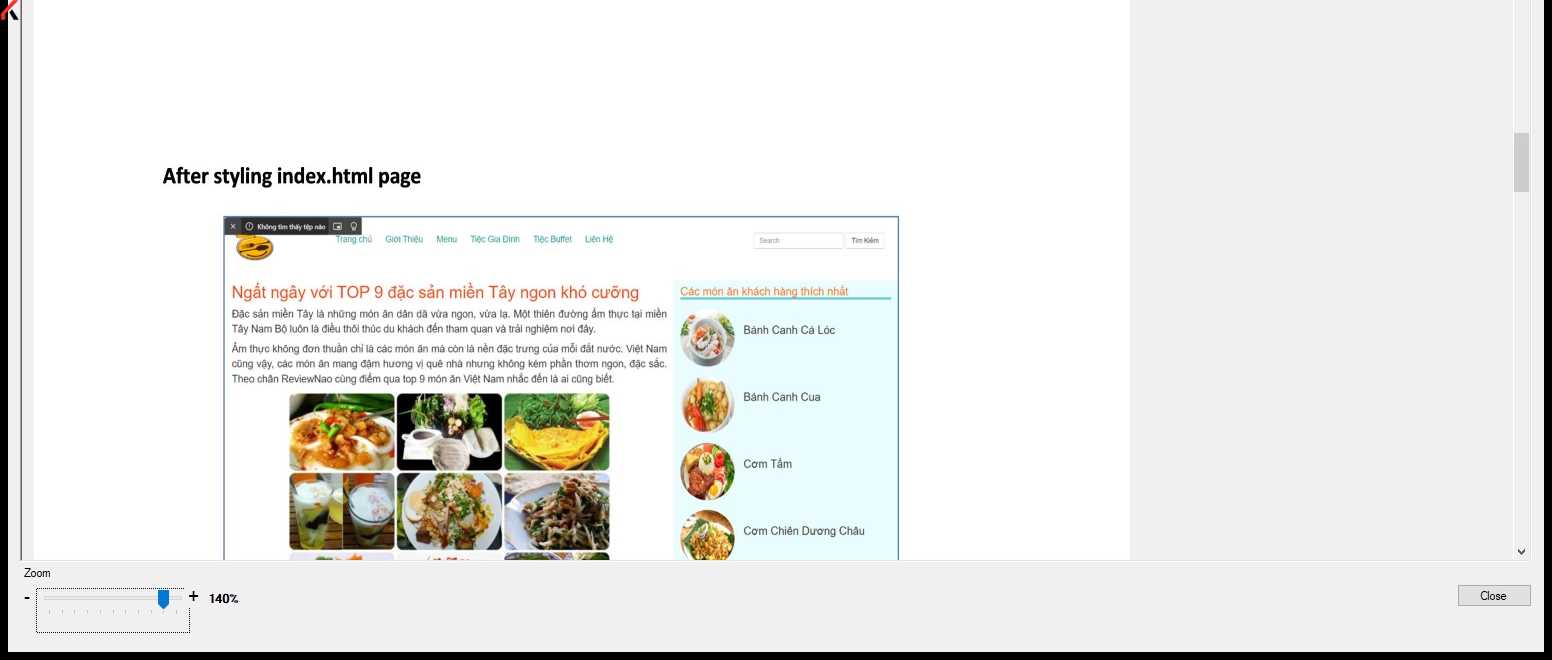 After styling index.html page
Không tìm thấy tệp nào
Trang chủ Giới Thiệu Menu Tiệc Gia Đình Tiệc Buffet Liên Hệ
Search Tìm Kiếm
Ngất ngây với TOP 9 đặc sản miền Tây ngon khó cưỡng
Đặc sản miền Tây là những món ăn dân dã vừa ngon, vừa lạ. Một thiên đường ẩm thực tại miền
Tây Nam Bộ luôn là điều thôi thúc du khách đến tham quan và trải nghiệm nơi đây.
Ẩm thực không đơn thuần chỉ là các món ăn mà còn là nền đặc trưng của mỗi đất nước. Việt Nam
cũng vậy, các món ăn mang đậm hương vị quê nhà nhưng không kém phần thơm ngon, đặc sắc.
Theo chân ReviewNao cùng điểm qua top 9 món ăn Việt Nam nhắc đến là ai cũng biết.
Các món ăn khách hàng thích nhất
Bánh Canh Cá Lóc
Bánh Canh Cua
Cơm Tấm
Cơm Chiên Dương Châu
Zoom
- + 140%
Close